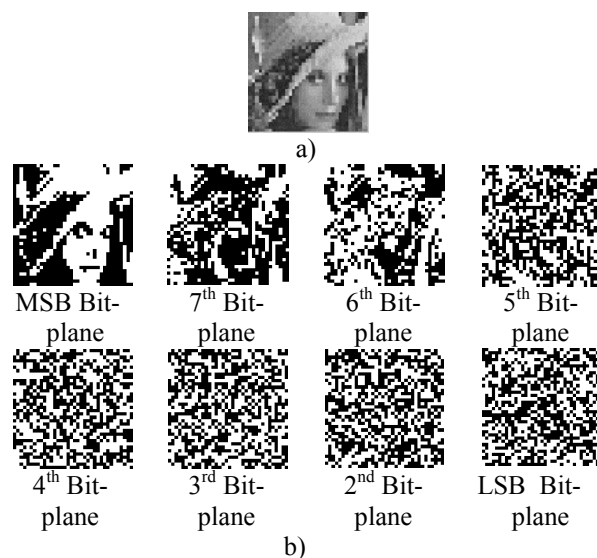 a)
MSB Bit- 7th Bit- 6th Bit- 5th Bit-
plane plane plane plane
4th Bit- 3rd Bit- 2nd Bit- LSB Bit-
plane plane plane plane
b)